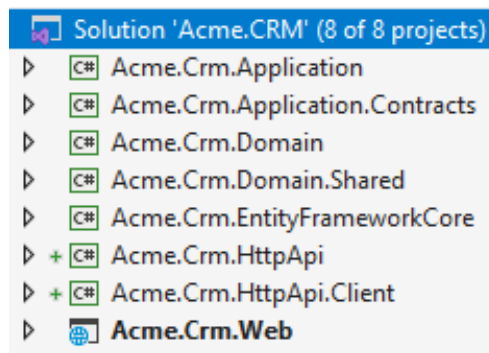 Solution 'Acme.CRM' (8 of 8 projects)
C# Acme.Crm.Application
C# Acme.Crm.Application.Contracts
C# Acme.Crm.Domain
C# Acme.Crm.Domain.Shared
C# Acme.Crm.EntityFrameworkCore
+ C# Acme.Crm.HttpApi
+ C# Acme.Crm.HttpApi.Client
Acme.Crm.Web